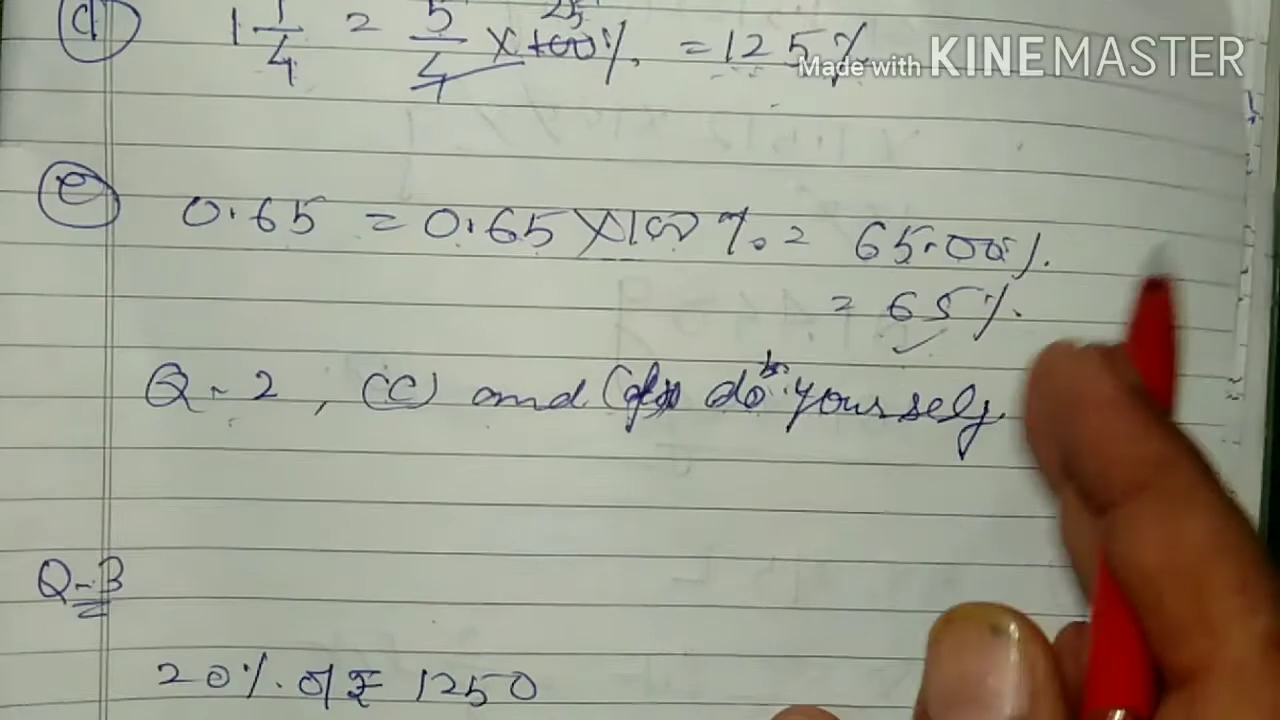 (d) 1 1/4 = 5/4 × 100% = 125%
25
Made with KINEMASTER
(e) 0.65 = 0.65 × 100% = 65.00%
= 65%
Q-2, (c) and do yourself
Q-3
20% of ₹ 1250